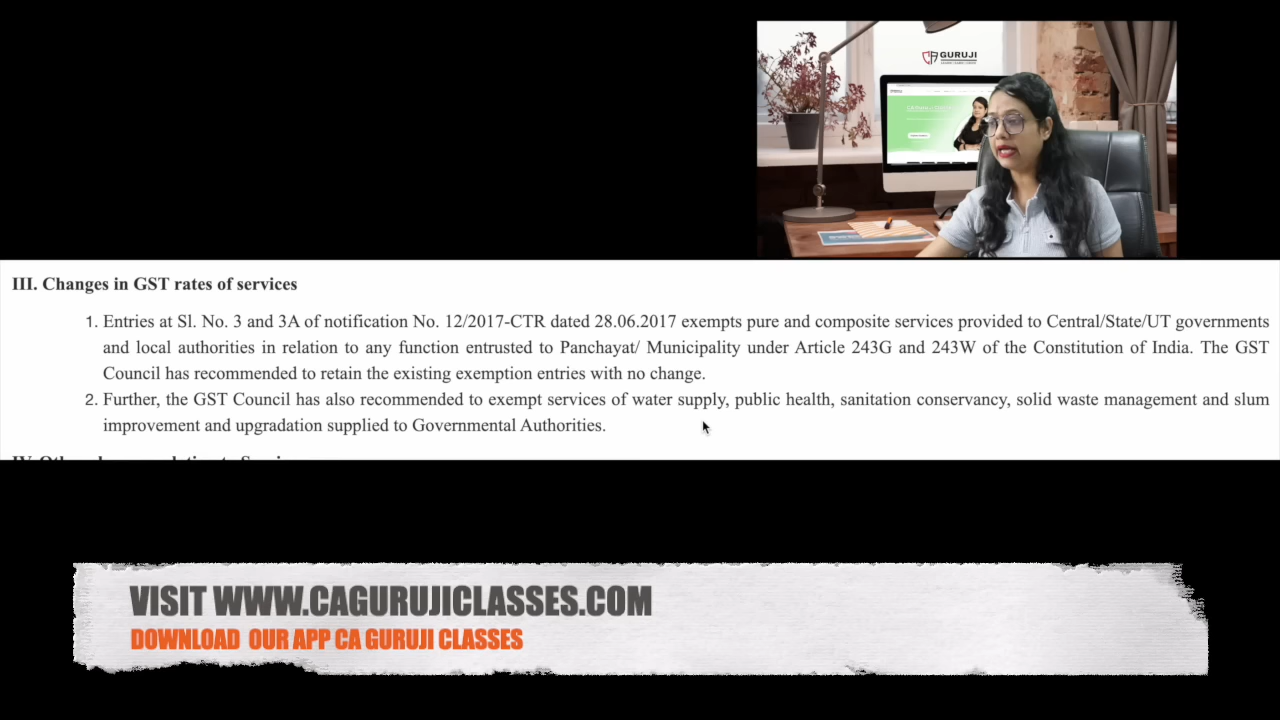 GURUJI
III. Changes in GST rates of services
1. Entries at Sl. No. 3 and 3A of notification No. 12/2017-CTR dated 28.06.2017 exempts pure and composite services provided to Central/State/UT governments
and local authorities in relation to any function entrusted to Panchayat/ Municipality under Article 243G and 243W of the Constitution of India. The GST
Council has recommended to retain the existing exemption entries with no change.
2. Further, the GST Council has also recommended to exempt services of water supply, public health, sanitation conservancy, solid waste management and slum
improvement and upgradation supplied to Governmental Authorities.
VISIT WWW.CAGURUJICLASSES.COM
DOWNLOAD OUR APP CA GURUJI CLASSES